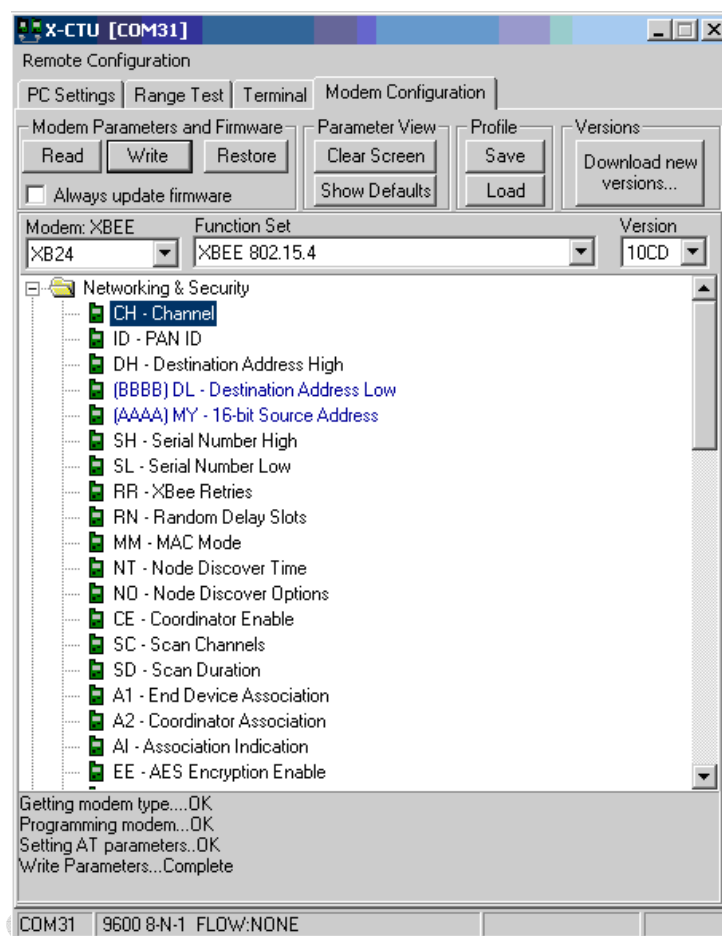 X-CTU [COM31]
Remote Configuration
PC Settings Range Test Terminal Modem Configuration
Modem Parameters and Firmware Parameter View Profile Versions
Read Write Restore Clear Screen Save Download new versions...
Always update firmware Show Defaults Load
Modem: XBEE Function Set Version
XB24 XBEE 802.15.4 10CD
Networking & Security
CH - Channel
ID - PAN ID
DH - Destination Address High
(BBBB) DL - Destination Address Low
(AAAA) MY - 16-bit Source Address
SH - Serial Number High
SL - Serial Number Low
RR - XBee Retries
RN - Random Delay Slots
MM - MAC Mode
NT - Node Discover Time
NO - Node Discover Options
CE - Coordinator Enable
SC - Scan Channels
SD - Scan Duration
A1 - End Device Association
A2 - Coordinator Association
AI - Association Indication
EE - AES Encryption Enable
Getting modem type....OK
Programming modem...OK
Setting AT parameters..OK
Write Parameters...Complete
COM31 9600 8-N-1 FLOW:NONE